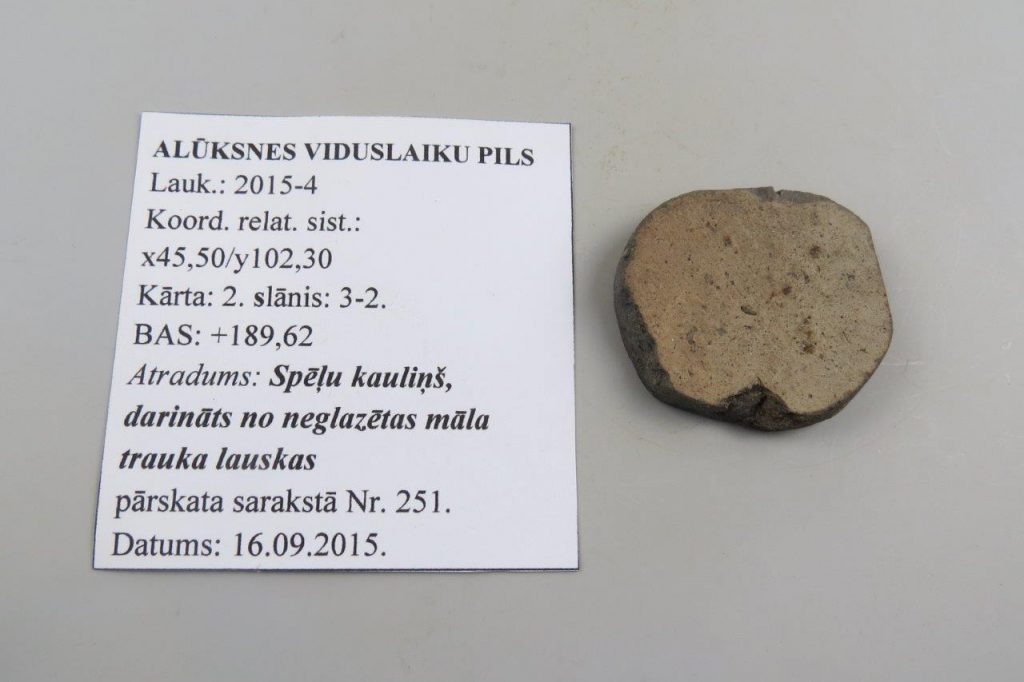 ALŪKSNES VIDUSLAIKU PILS
Lauk.: 2015-4
Koord. relat. sist.:
x45,50/y102,30
Kārta: 2. slānis: 3-2.
BAS: +189,62
Atradums: Spēļu kauliņš,
darināts no neglazētas māla
trauka lauskas
pārskata sarakstā Nr. 251.
Datums: 16.09.2015.